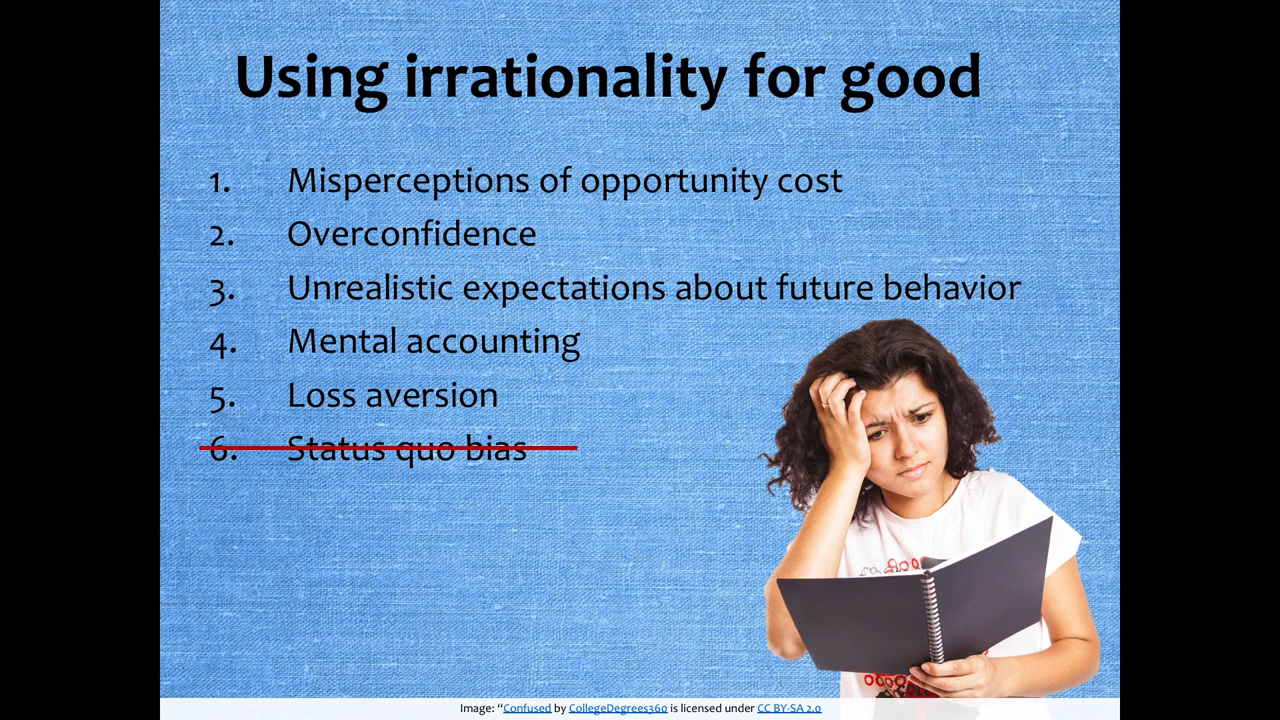 Using irrationality for good
1. Misperceptions of opportunity cost
2. Overconfidence
3. Unrealistic expectations about future behavior
4. Mental accounting
5. Loss aversion
6. Status quo bias
Image: “Confused by CollegeDegrees360 is licensed under CC BY-SA 2.0